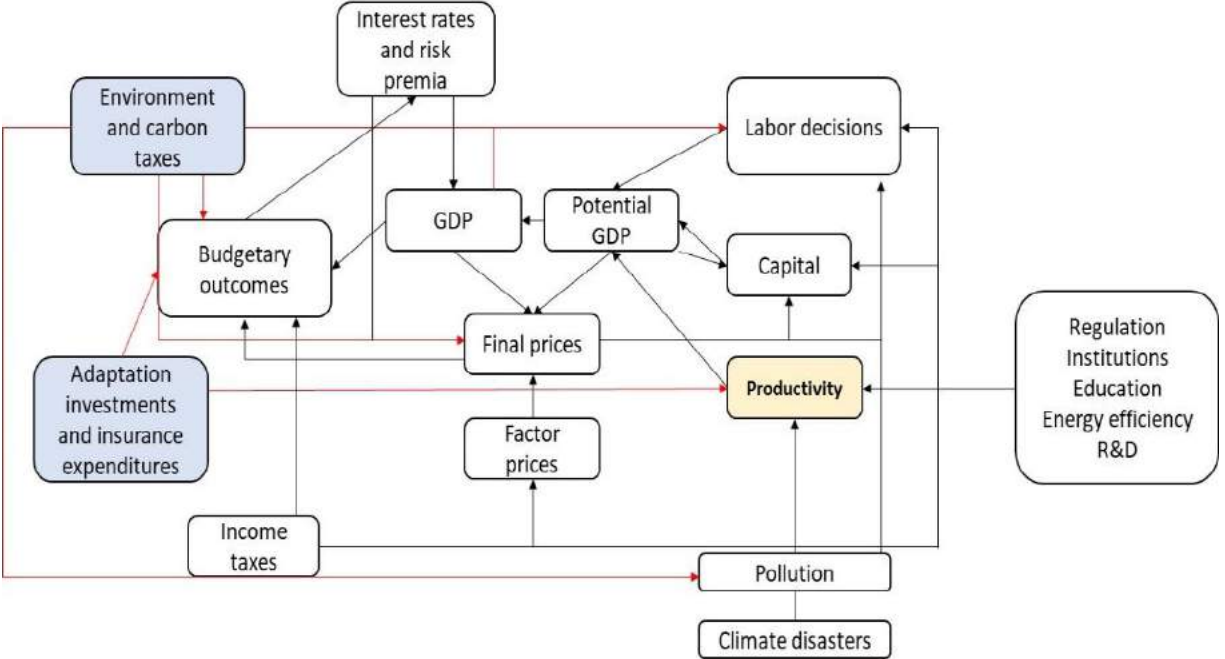 Interest rates
and risk
premia
Environment
and carbon
taxes
Labor decisions
GDP
Potential
GDP
Budgetary
outcomes
Capital
Final prices
Regulation
Institutions
Education
Energy efficiency
R&D
Adaptation
investments
and insurance
expenditures
Productivity
Factor
prices
Income
taxes
Pollution
Climate disasters